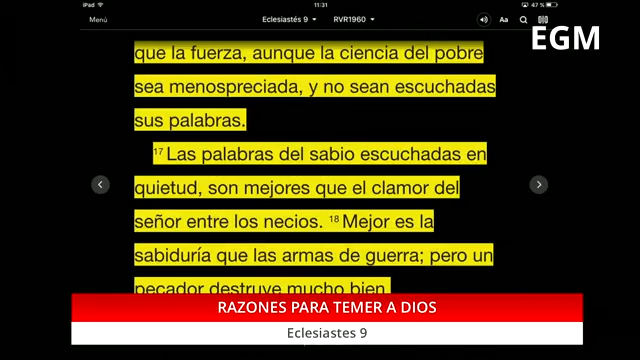 iPad
11:31
47 %
Menú
Eclesiastés 9
RVR1960
Aa
EGM
que la fuerza, aunque la ciencia del pobre
sea menospreciada, y no sean escuchadas
sus palabras.
17 Las palabras del sabio escuchadas en
quietud, son mejores que el clamor del
señor entre los necios. 18 Mejor es la
sabiduría que las armas de guerra; pero un
pecador destruye mucho bien.
RAZONES PARA TEMER A DIOS
Eclesiastes 9